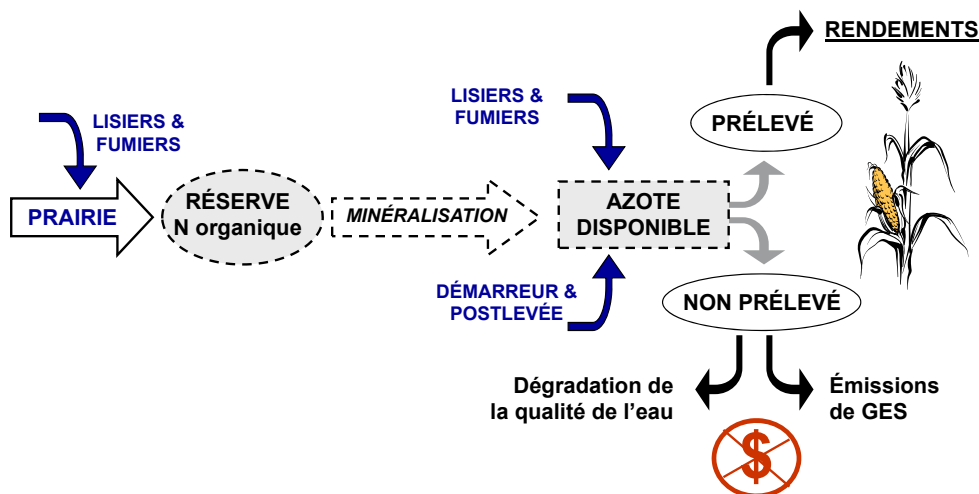 RENDEMENTS
LISIERS &
FUMIERS
LISIERS &
FUMIERS
PRÉLEVÉ
PRAIRIE
RÉSERVE
N organique
MINÉRALISATION
AZOTE
DISPONIBLE
DÉMARREUR &
POSTLEVÉE
NON PRÉLEVÉ
Dégradation de
la qualité de l’eau
Émissions
de GES
$